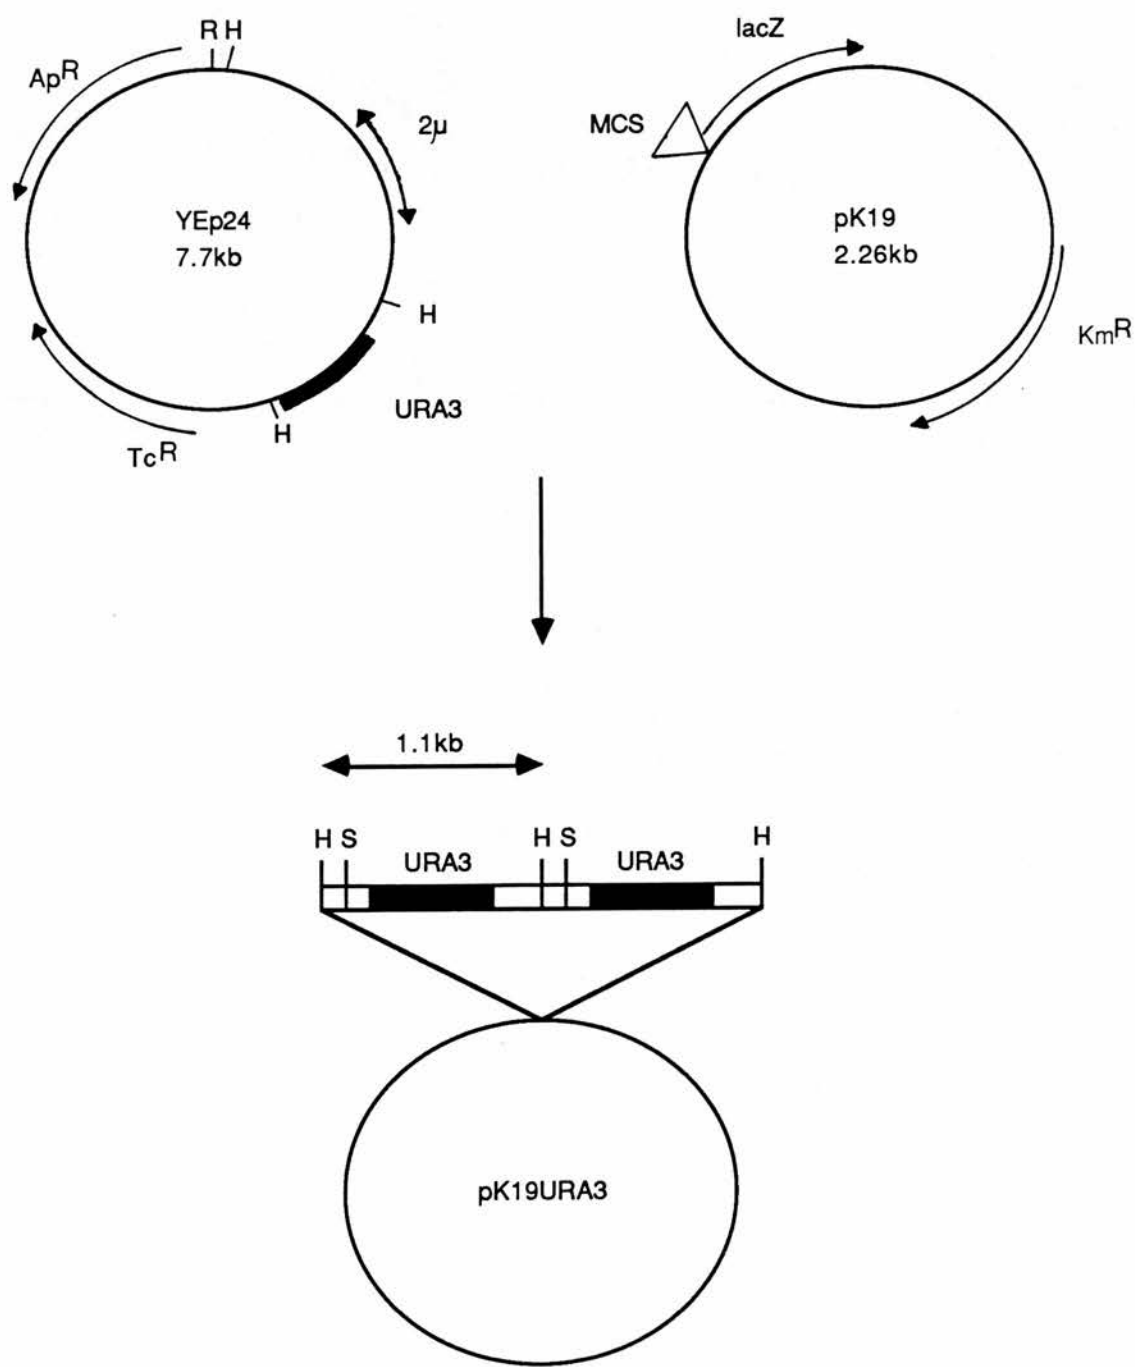 R H
lacZ
ApR
2μ
MCS
YEp24
7.7kb
pK19
2.26kb
H
KmR
URA3
H
TcR
1.1kb
H S
URA3
H S
URA3
H
pK19URA3